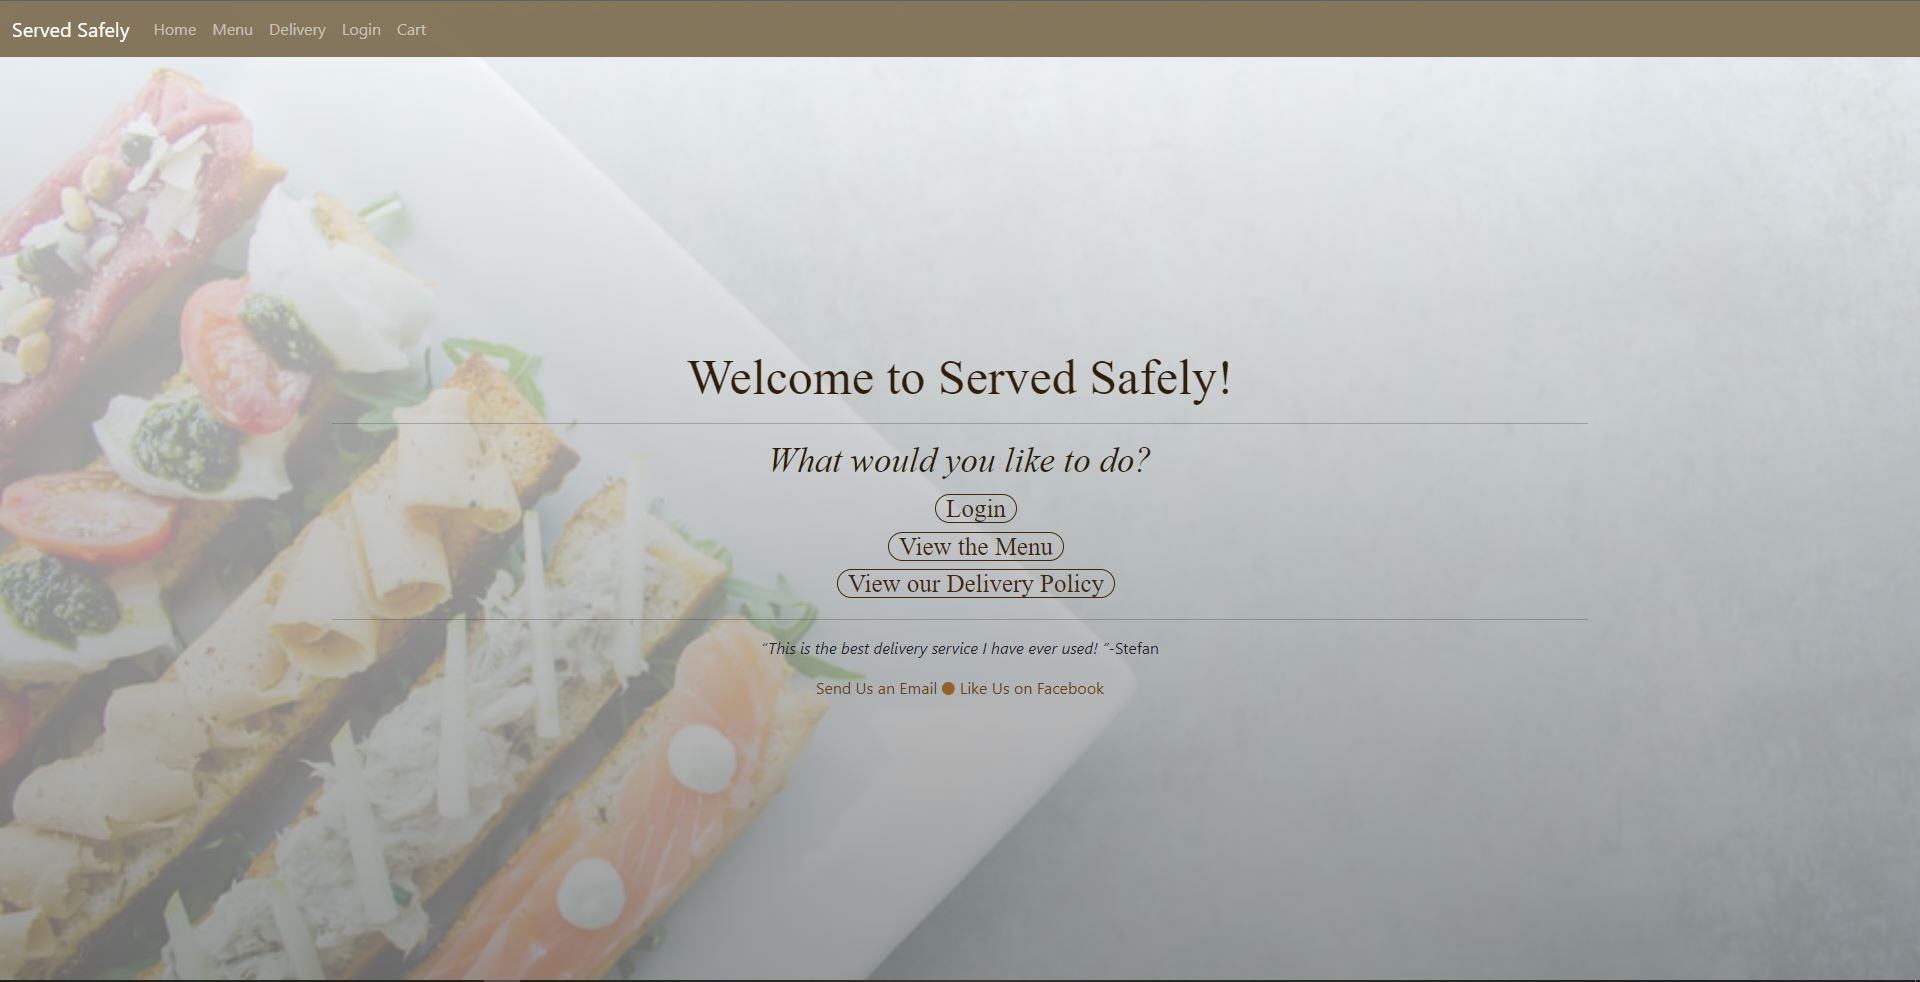 Served Safely Home Menu Delivery Login Cart
Welcome to Served Safely!
What would you like to do?
Login
View the Menu
View our Delivery Policy
“This is the best delivery service I have ever used! ”-Stefan
Send Us an Email ● Like Us on Facebook